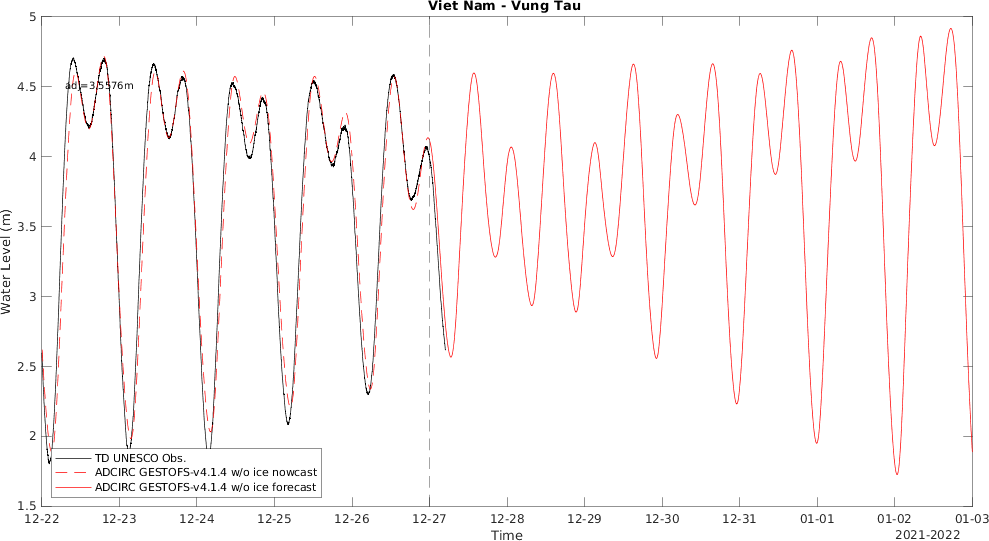 Viet Nam - Vung Tau
Water Level (m)
5
4.5
4
3.5
3
2.5
2
1.5
adj=3.5576m
TD UNESCO Obs.
ADCIRC GESTOFS-v4.1.4 w/o ice nowcast
ADCIRC GESTOFS-v4.1.4 w/o ice forecast
12-22 12-23 12-24 12-25 12-26 12-27 12-28 12-29 12-30 12-31 01-01 01-02 01-03
Time
2021-2022